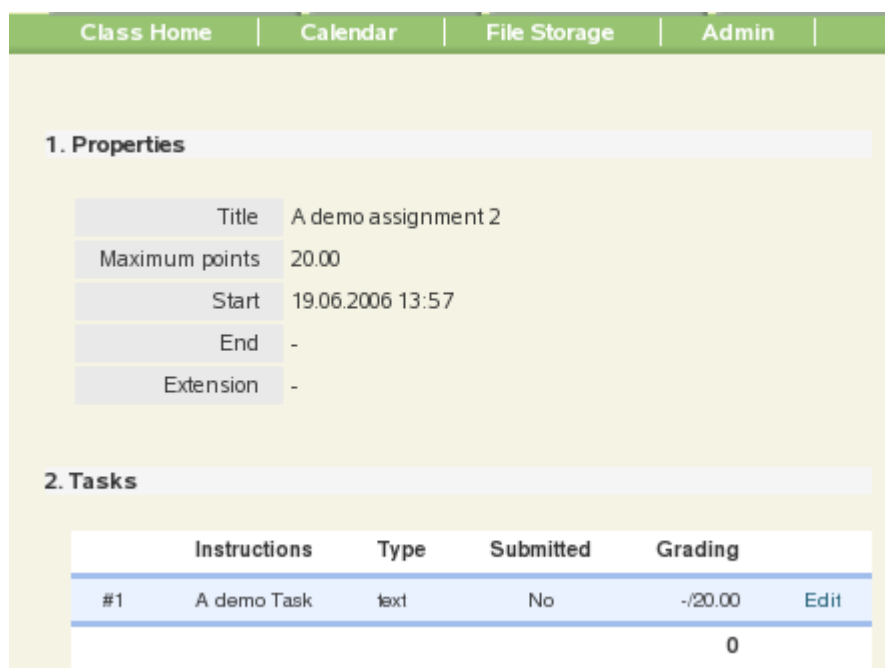 Class Home Calendar File Storage Admin
1. Properties
Title A demo assignment 2
Maximum points 20.00
Start 19.06.2006 13:57
End -
Extension -
2. Tasks
Instructions Type Submitted Grading
#1 A demo Task text No -/20.00 Edit
0